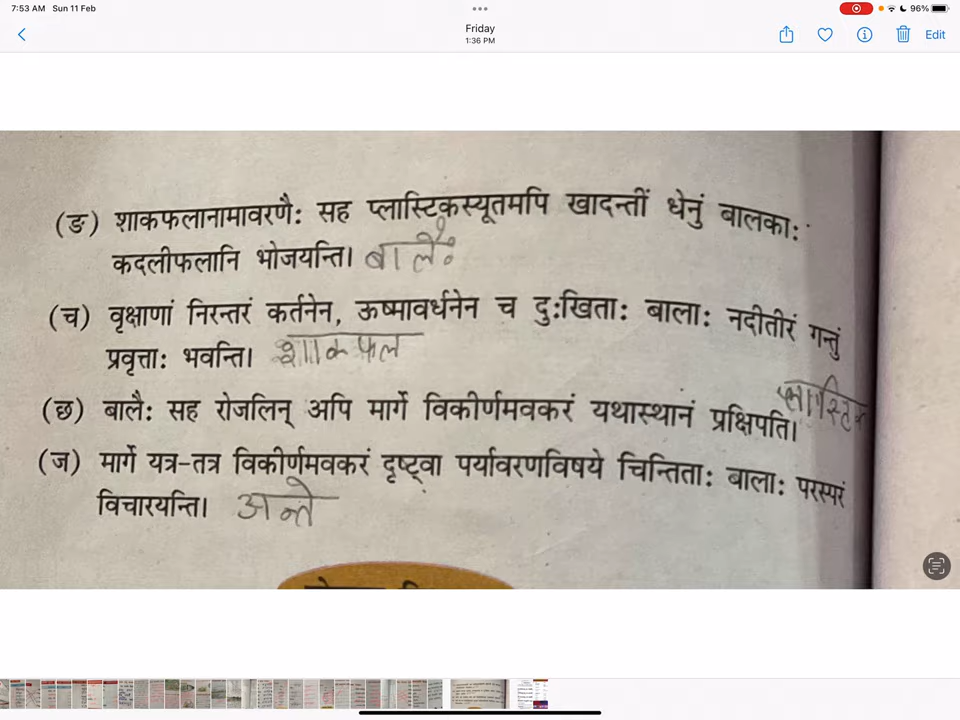 7:53 AM Sun 11 Feb
96%
Friday
1:36 PM
Edit
(ङ) शाकफलानामावरणैः सह प्लास्टिकस्यूतमपि खादन्तीं धेनुं बालकाः
कदलीफलानि भोजयन्ति। बालैः
(च) वृक्षाणां निरन्तरं कर्तनेन, ऊष्मावर्धनेन च दुःखिताः बालाः नदीतीरं गन्तुं
प्रवृत्ताः भवन्ति। शाकफल
(छ) बालैः सह रोजलिन् अपि मार्गे विकीर्णमवकरं यथास्थानं प्रक्षिपति। प्लास्टिक
(ज) मार्गे यत्र-तत्र विकीर्णमवकरं दृष्ट्वा पर्यावरणविषये चिन्तिताः बालाः परस्परं
विचारयन्ति। अन्ते